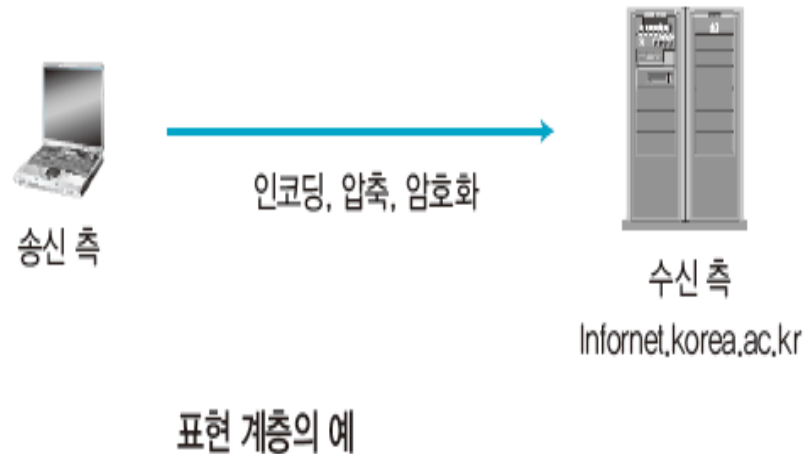 인코딩, 압축, 암호화
송신 측
수신 측
Infornet.korea.ac.kr
표현 계층의 예